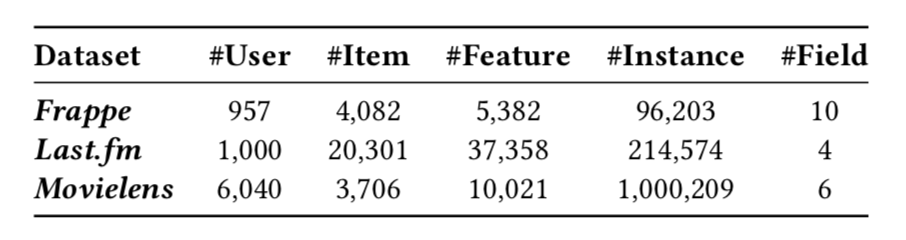 Dataset #User #Item #Feature #Instance #Field
Frappe 957 4,082 5,382 96,203 10
Last.fm 1,000 20,301 37,358 214,574 4
Movielens 6,040 3,706 10,021 1,000,209 6